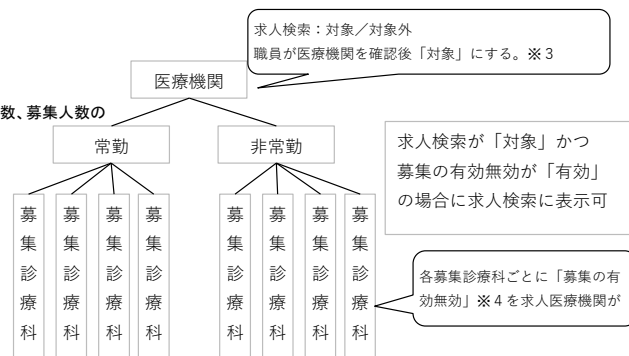 求人検索：対象／対象外
職員が医療機関を確認後「対象」にする。※３
医療機関
数、募集人数の
常勤
非常勤
求人検索が「対象」かつ
募集の有効無効が「有効」
の場合に求人検索に表示可
募集診療科
募集診療科
募集診療科
募集診療科
募集診療科
募集診療科
募集診療科
募集診療科
各募集診療科ごとに「募集の有
効無効」※４を求人医療機関が